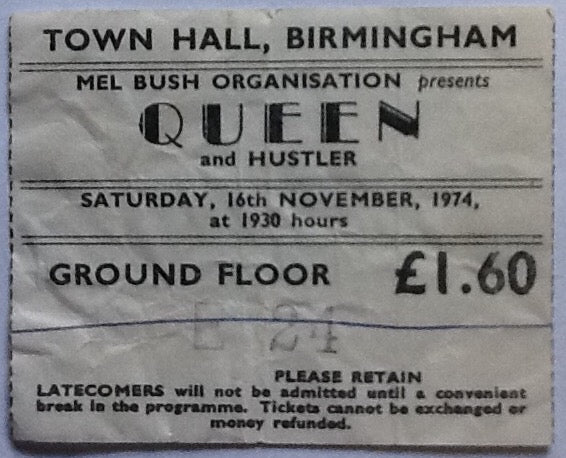 TOWN HALL, BIRMINGHAM
MEL BUSH ORGANISATION presents
QUEEN
and HUSTLER
SATURDAY, 16th NOVEMBER, 1974,
at 1930 hours
GROUND FLOOR £1.60
E 24
PLEASE RETAIN
LATECOMERS will not be admitted until a convenient
break in the programme. Tickets cannot be exchanged or
money refunded.